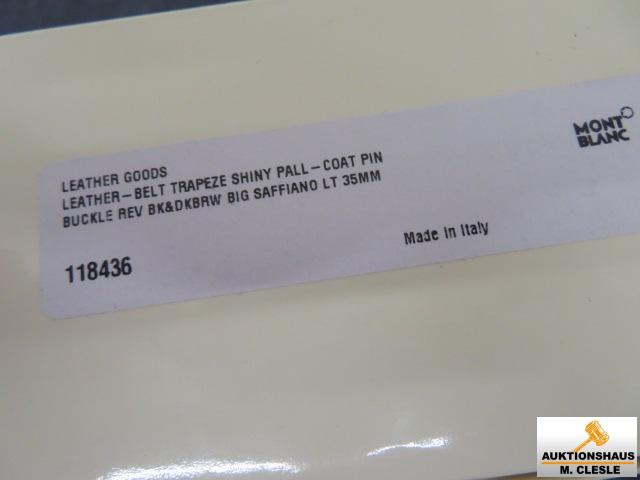 MONT
BLANC
LEATHER GOODS
LEATHER-BELT TRAPEZE SHINY PALL-COAT PIN
BUCKLE REV BK&DKBRW BIG SAFFIANO LT 35MM
118436
Made in Italy
AUKTIONSHAUS
M. CLESLE